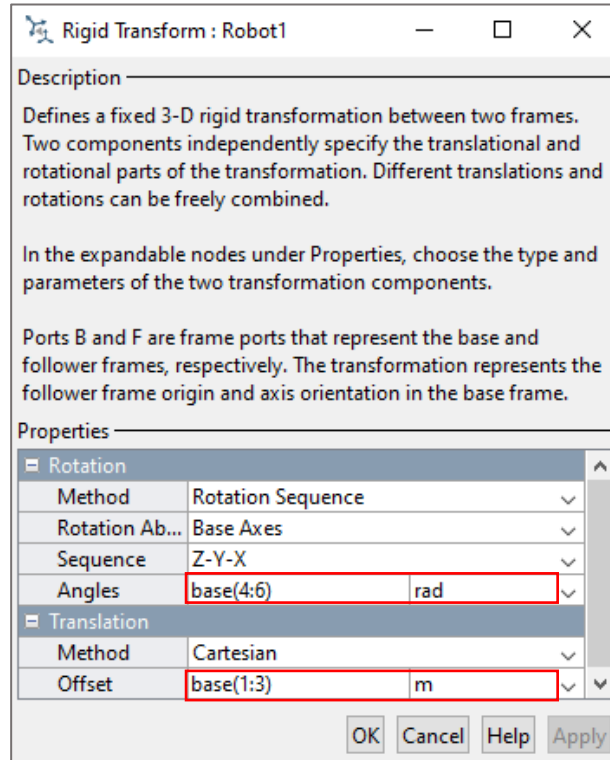 Rigid Transform : Robot1
Description
Defines a fixed 3-D rigid transformation between two frames.
Two components independently specify the translational and
rotational parts of the transformation. Different translations and
rotations can be freely combined.
In the expandable nodes under Properties, choose the type and
parameters of the two transformation components.
Ports B and F are frame ports that represent the base and
follower frames, respectively. The transformation represents the
follower frame origin and axis orientation in the base frame.
Properties
Rotation
Method Rotation Sequence
Rotation Ab... Base Axes
Sequence Z-Y-X
Angles base(4:6) rad
Translation
Method Cartesian
Offset base(1:3) m
OK Cancel Help Apply